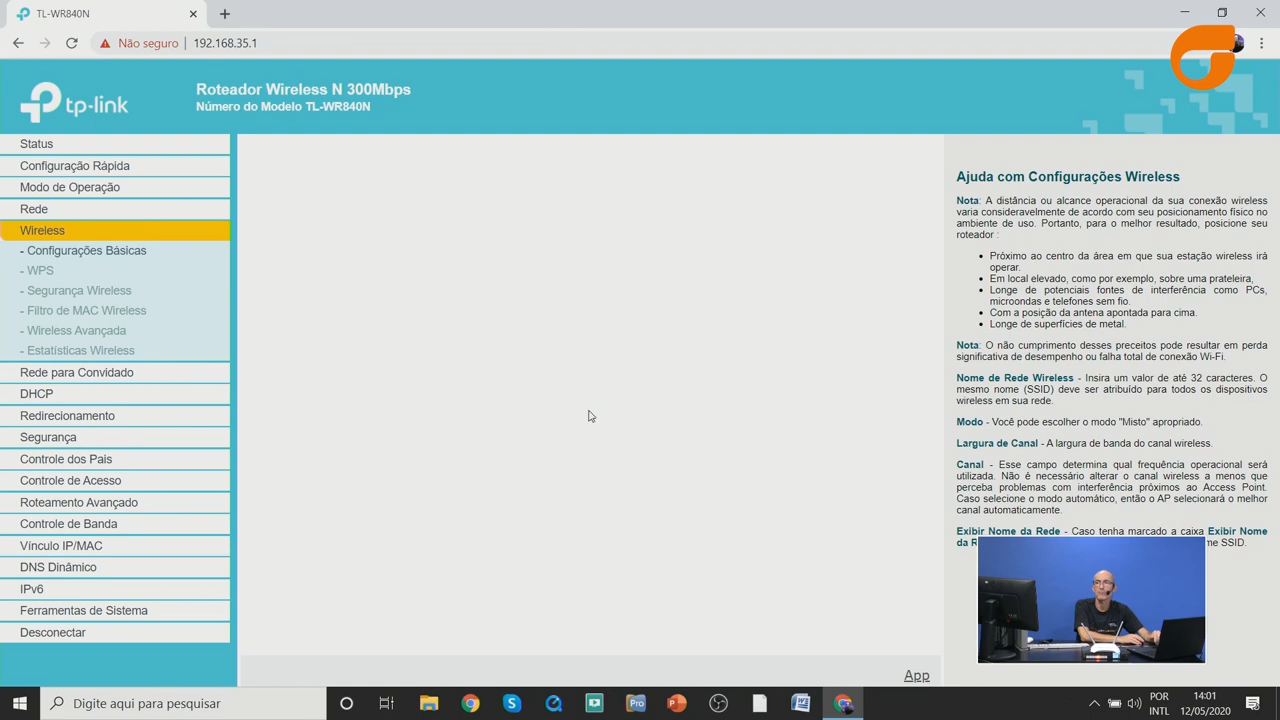 TL-WR840N
Não seguro
192.168.35.1
tp-link
Roteador Wireless N 300Mbps
Número do Modelo TL-WR840N
Status
Configuração Rápida
Modo de Operação
Rede
Wireless
- Configurações Básicas
- WPS
- Segurança Wireless
- Filtro de MAC Wireless
- Wireless Avançada
- Estatísticas Wireless
Rede para Convidado
DHCP
Redirecionamento
Segurança
Controle dos Pais
Controle de Acesso
Roteamento Avançado
Controle de Banda
Vínculo IP/MAC
DNS Dinâmico
IPv6
Ferramentas de Sistema
Desconectar
App
Ajuda com Configurações Wireless
Nota: A distância ou alcance operacional da sua conexão wireless
varia consideravelmente de acordo com seu posicionamento físico no
ambiente de uso. Portanto, para o melhor resultado, posicione seu
roteador :
• Próximo ao centro da área em que sua estação wireless irá
operar.
• Em local elevado, como por exemplo, sobre uma prateleira,
• Longe de potenciais fontes de interferência como PCs,
microondas e telefones sem fio.
• Com a posição da antena apontada para cima.
• Longe de superfícies de metal.
Nota: O não cumprimento desses preceitos pode resultar em perda
significativa de desempenho ou falha total de conexão Wi-Fi.
Nome de Rede Wireless - Insira um valor de até 32 caracteres. O
mesmo nome (SSID) deve ser atribuído para todos os dispositivos
wireless em sua rede.
Modo - Você pode escolher o modo "Misto" apropriado.
Largura de Canal - A largura de banda do canal wireless.
Canal - Esse campo determina qual frequência operacional será
utilizada. Não é necessário alterar o canal wireless a menos que
perceba problemas com interferência próximos ao Access Point.
Caso selecione o modo automático, então o AP selecionará o melhor
canal automaticamente.
Exibir Nome da Rede - Caso tenha marcado a caixa Exibir Nome
da SSID.
Digite aqui para pesquisar
Pro
POR
INTL
14:01
12/05/2020